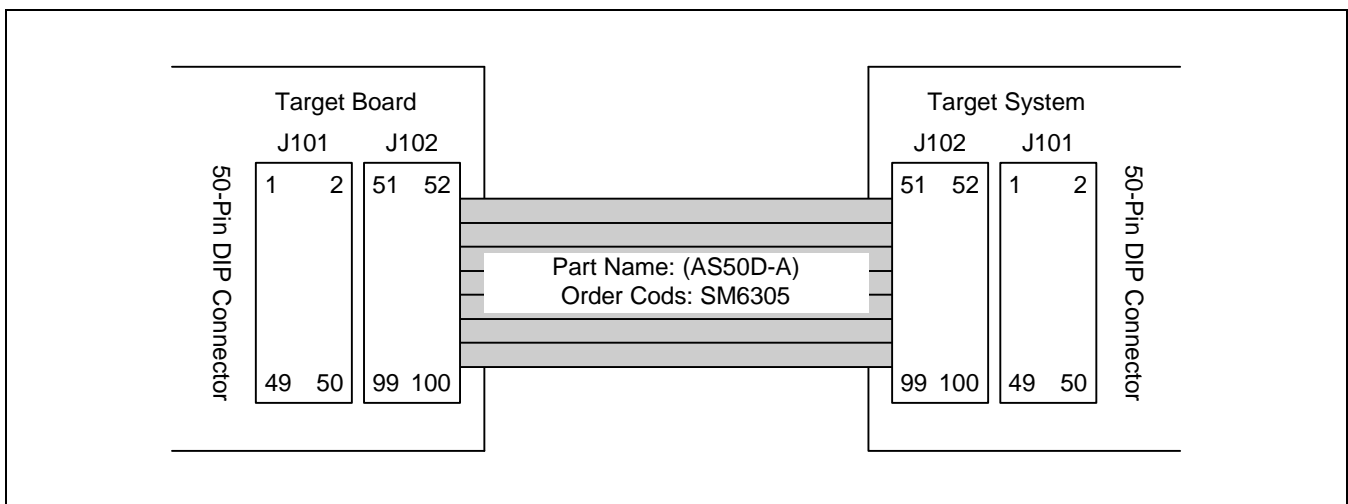 Target Board
J101 J102
50-Pin DIP Connector
1 2 51 52
49 50 99 100
Part Name: (AS50D-A)
Order Cods: SM6305
Target System
J102 J101
51 52 1 2
99 100 49 50
50-Pin DIP Connector